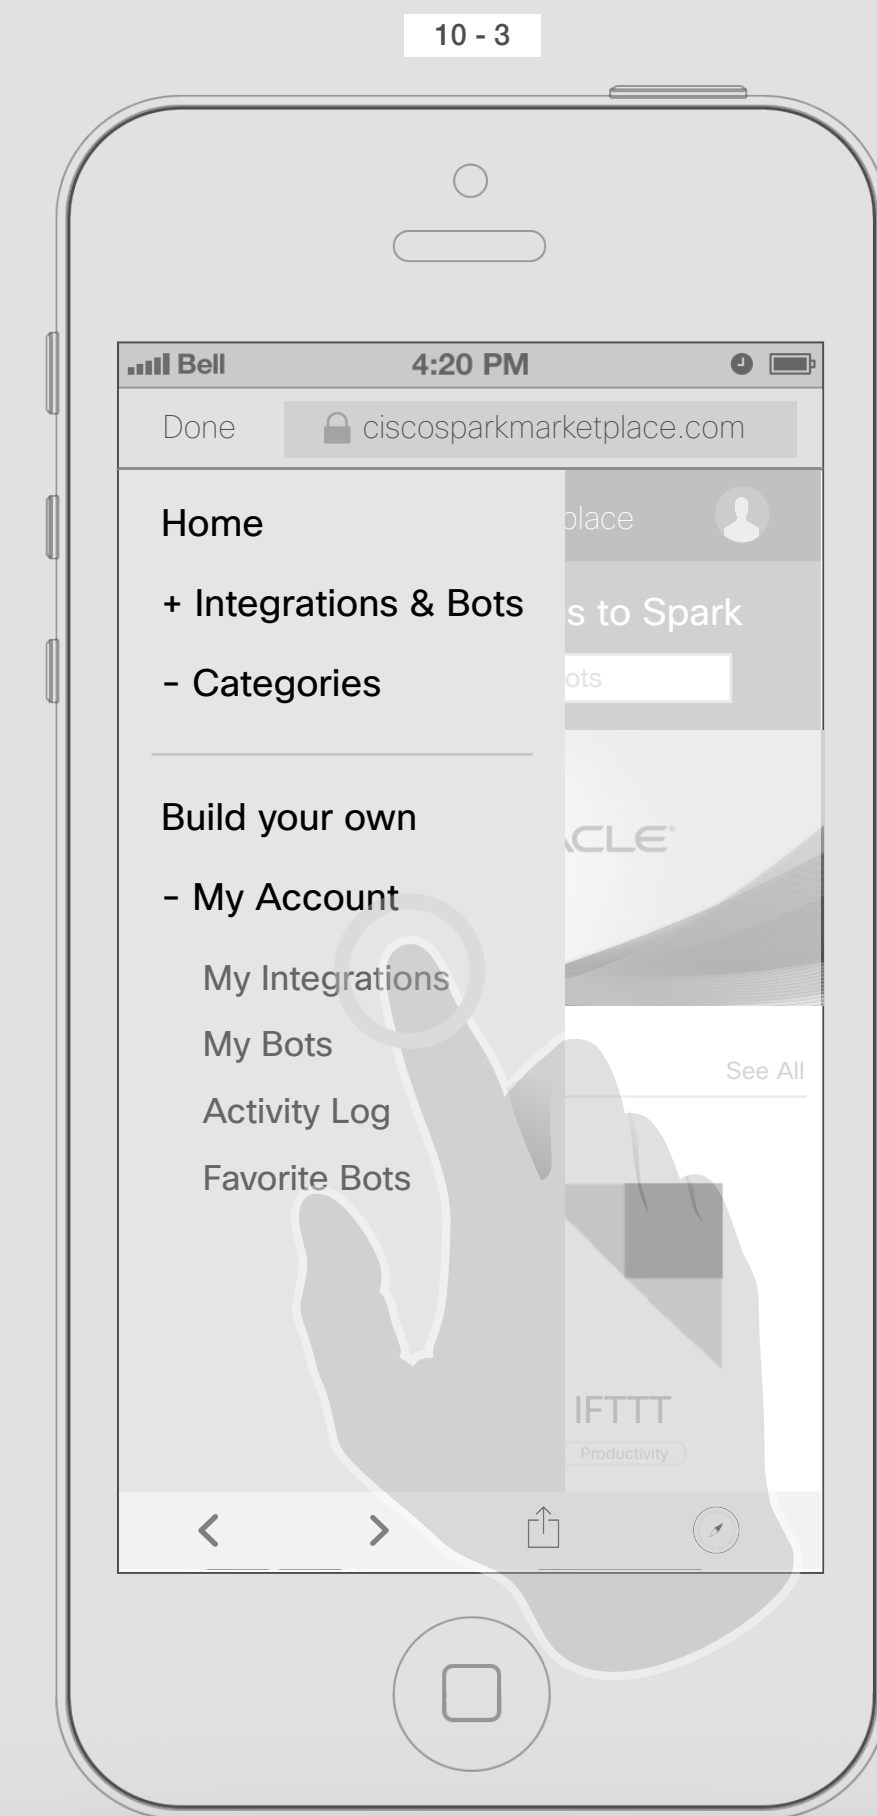 10 - 3
Bell 4:20 PM
Done ciscosparkmarketplace.com
Home
place
+ Integrations & Bots
s to Spark
- Categories
ots
Build your own
CLE®
- My Account
My Integrations
My Bots
See All
Activity Log
Favorite Bots
IFTTT
Productivity